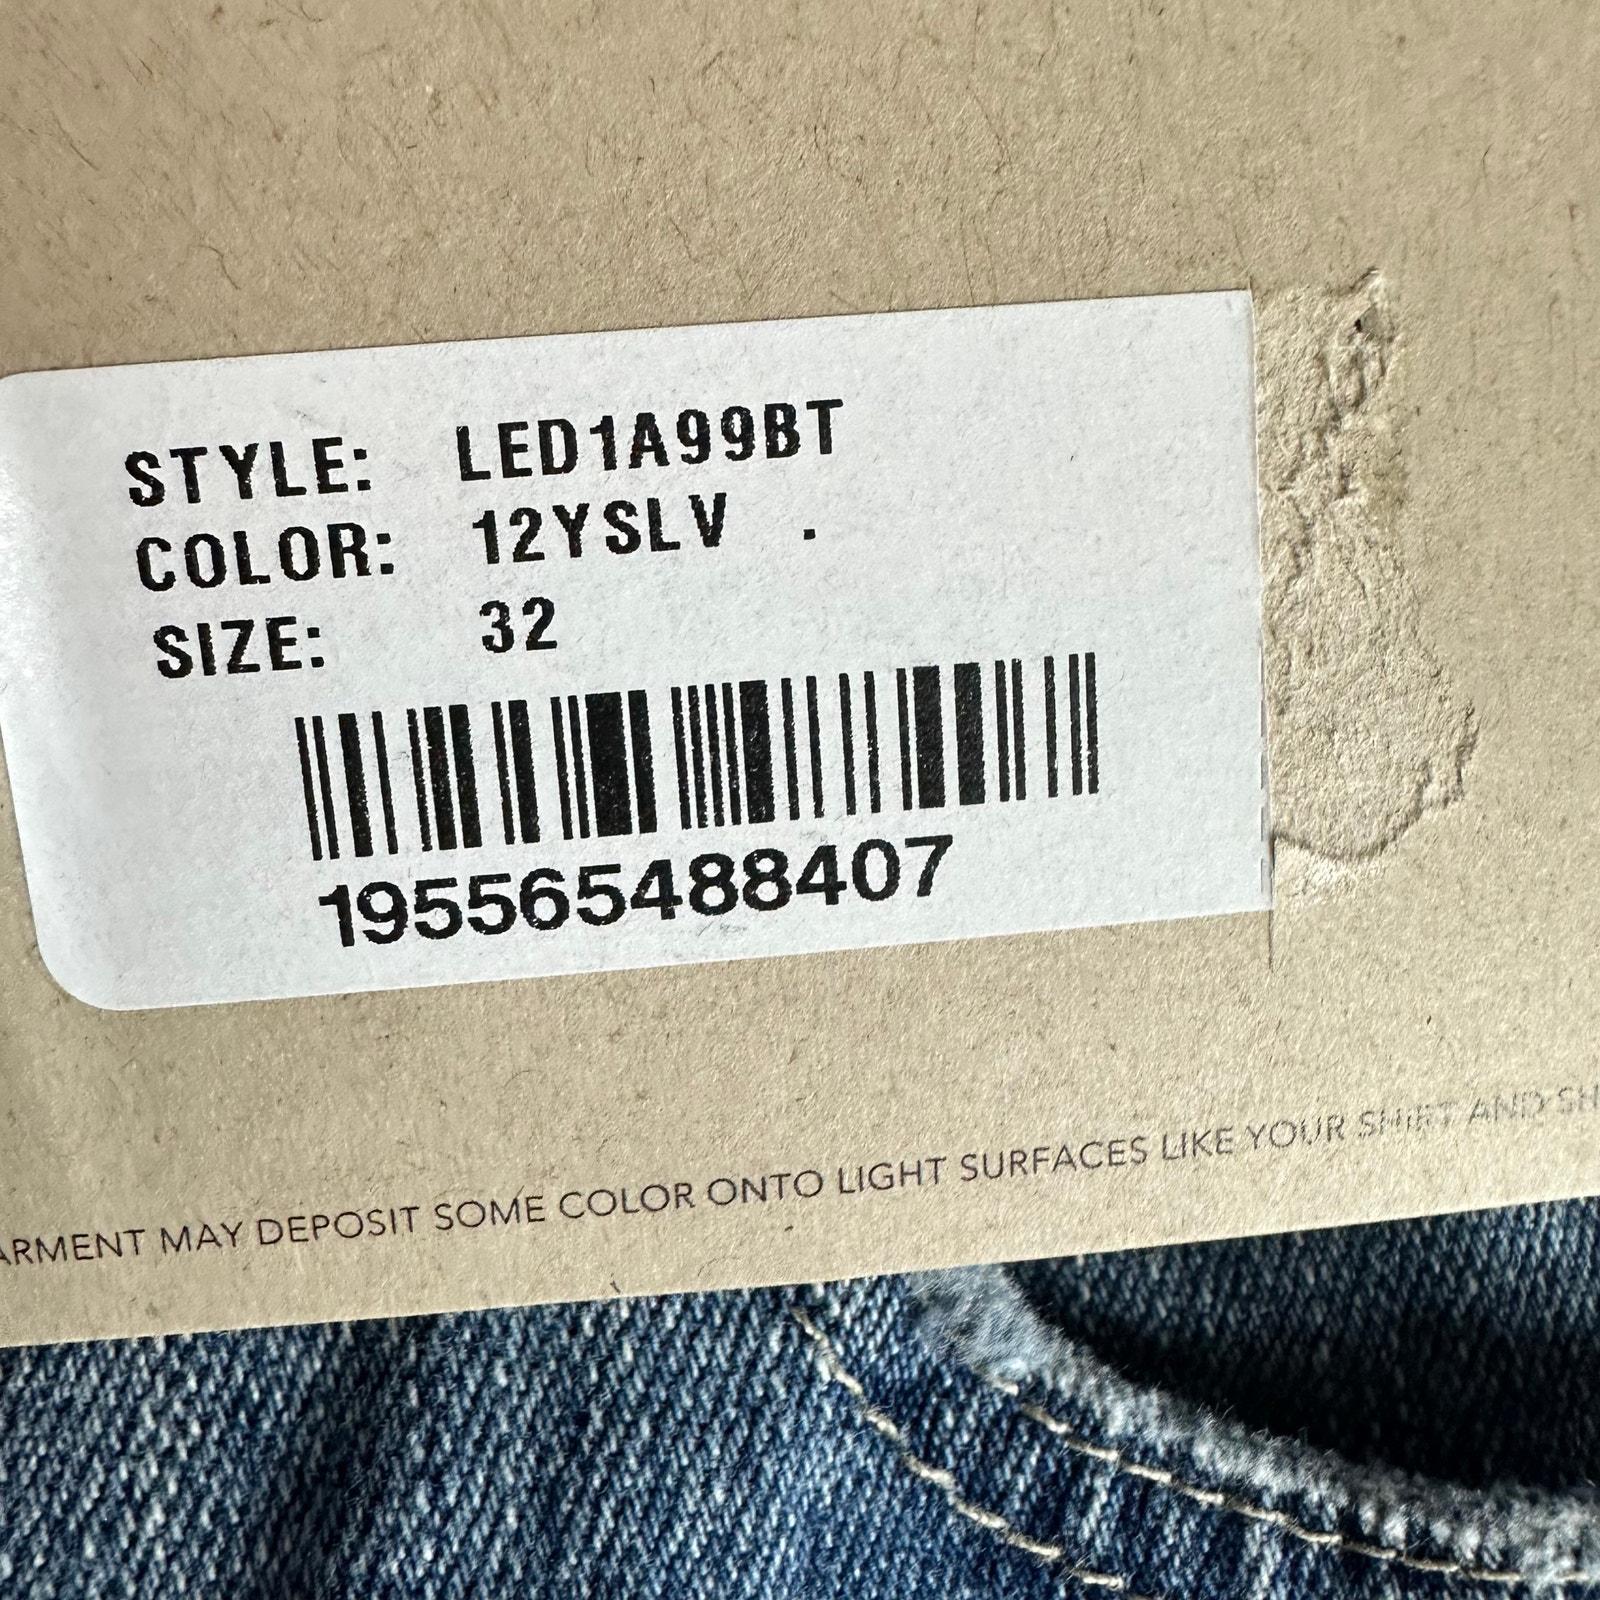 STYLE: LED1A99BT
COLOR: 12YSLV .
SIZE: 32
195565488407
ARMENT MAY DEPOSIT SOME COLOR ONTO LIGHT SURFACES LIKE YOUR SHIRT AND SH